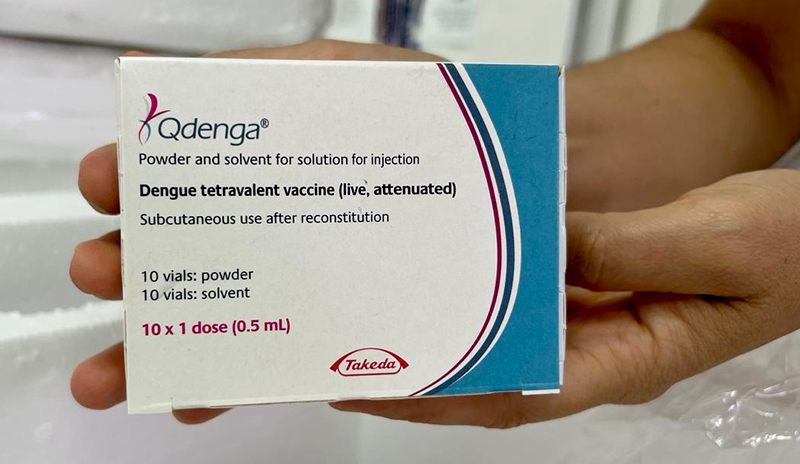 Qdenga®
Powder and solvent for solution for injection
Dengue tetravalent vaccine (live, attenuated)
Subcutaneous use after reconstitution
10 vials: powder
10 vials: solvent
10 x 1 dose (0.5 mL)
Takeda